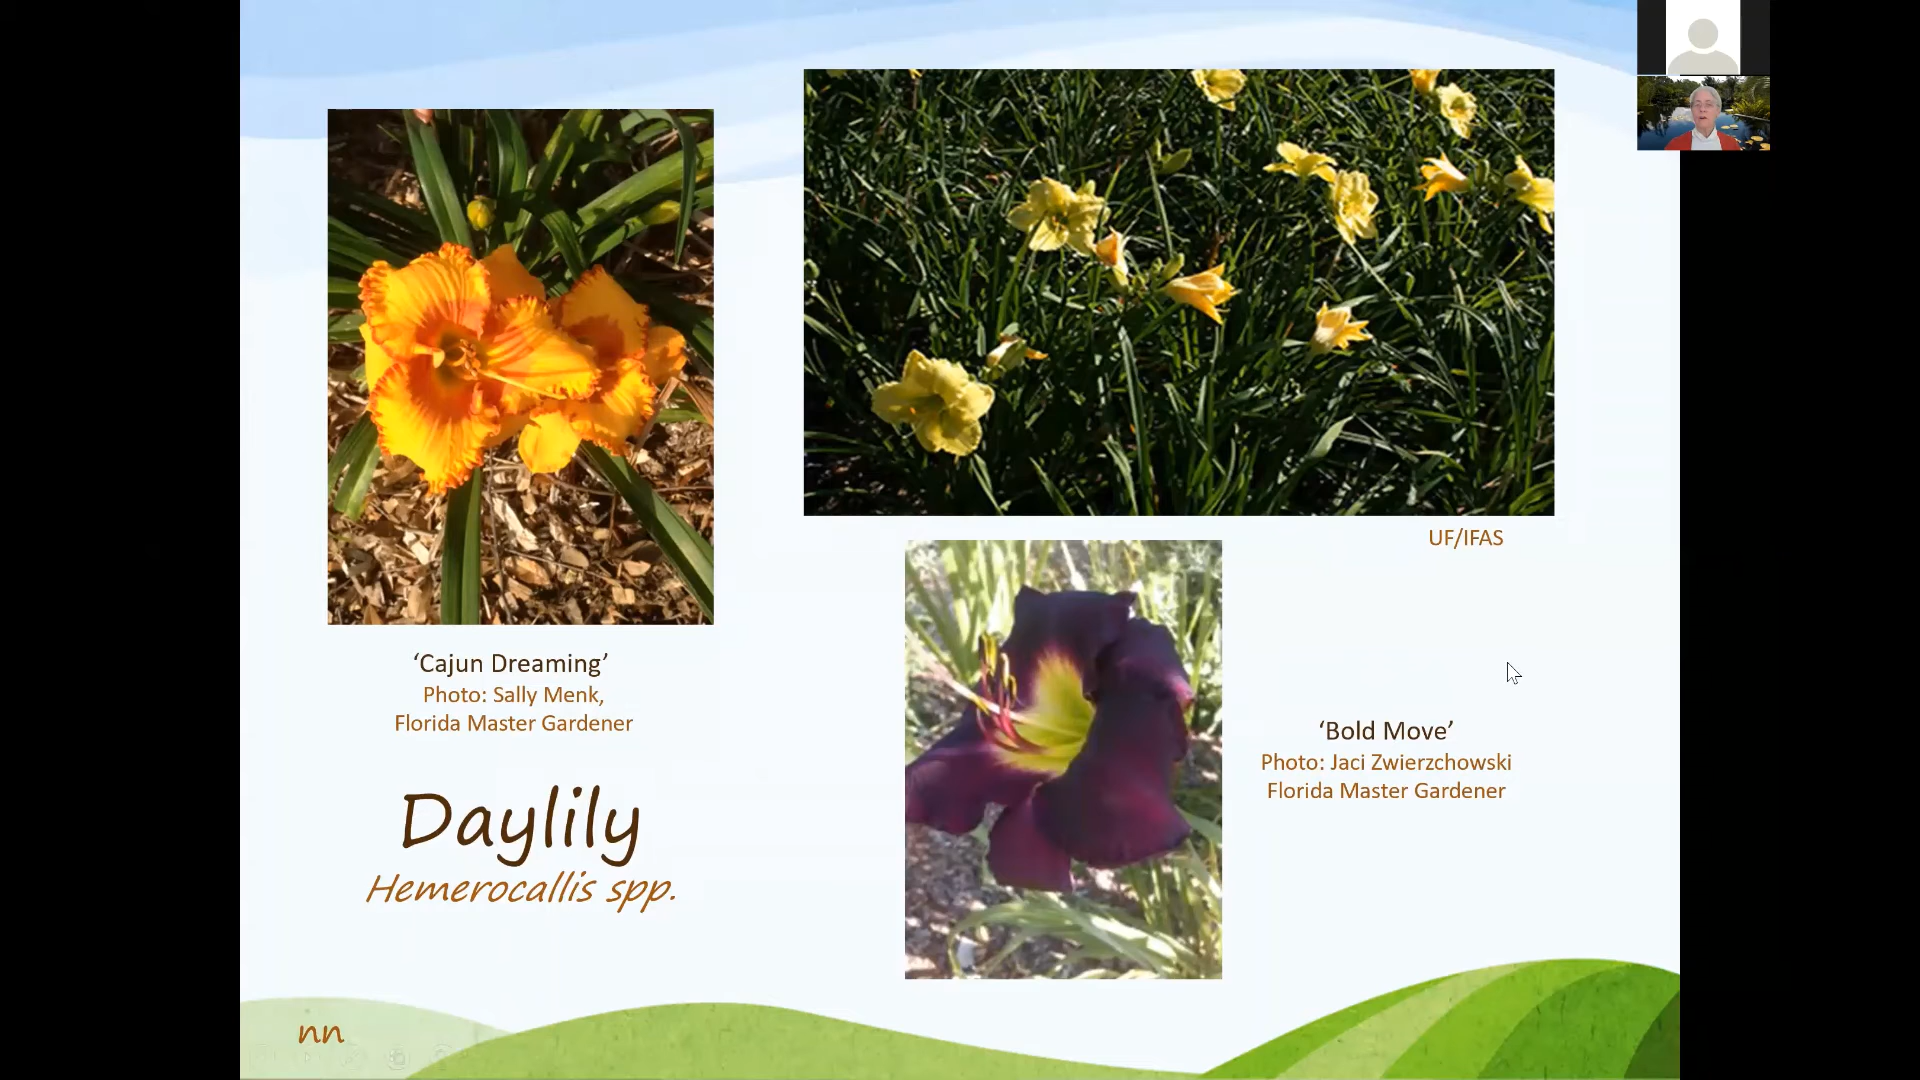 UF/IFAS
‘Cajun Dreaming’
Photo: Sally Menk,
Florida Master Gardener
‘Bold Move’
Photo: Jaci Zwierzchowski
Florida Master Gardener
Daylily
Hemerocallis spp.
nn